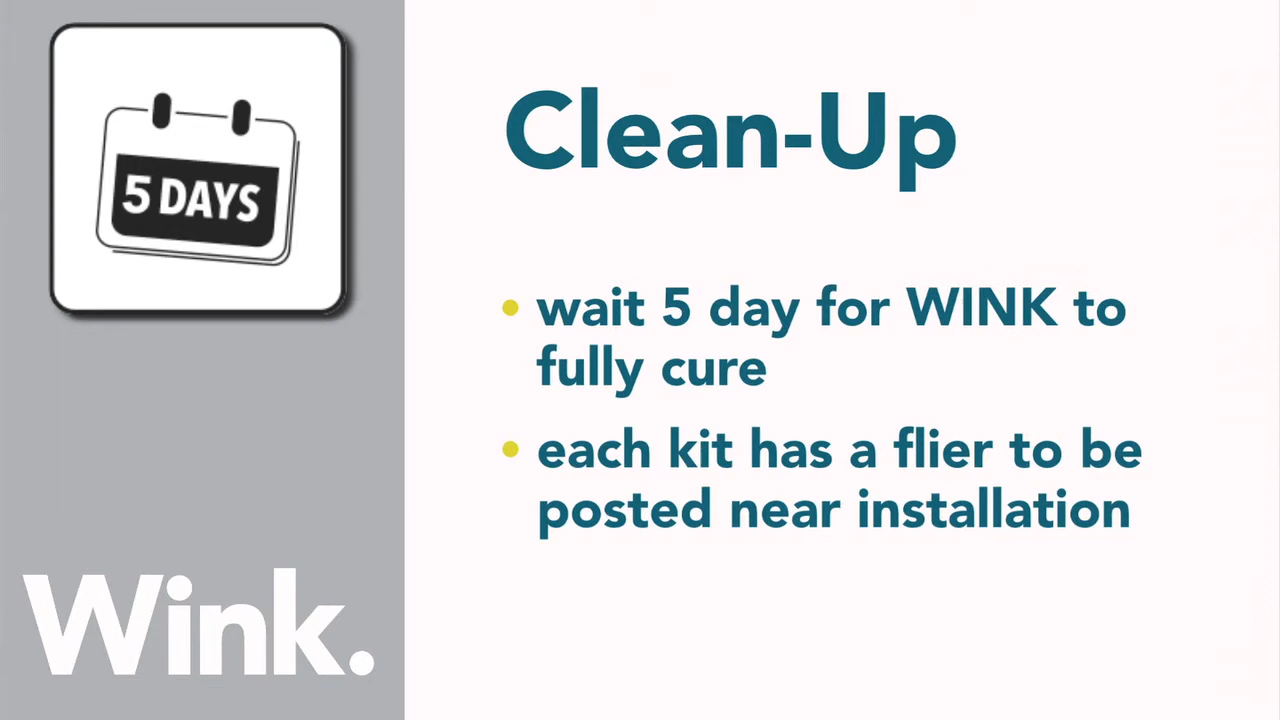 5 DAYS
Clean-Up
• wait 5 day for WINK to
fully cure
• each kit has a flier to be
posted near installation
Wink.